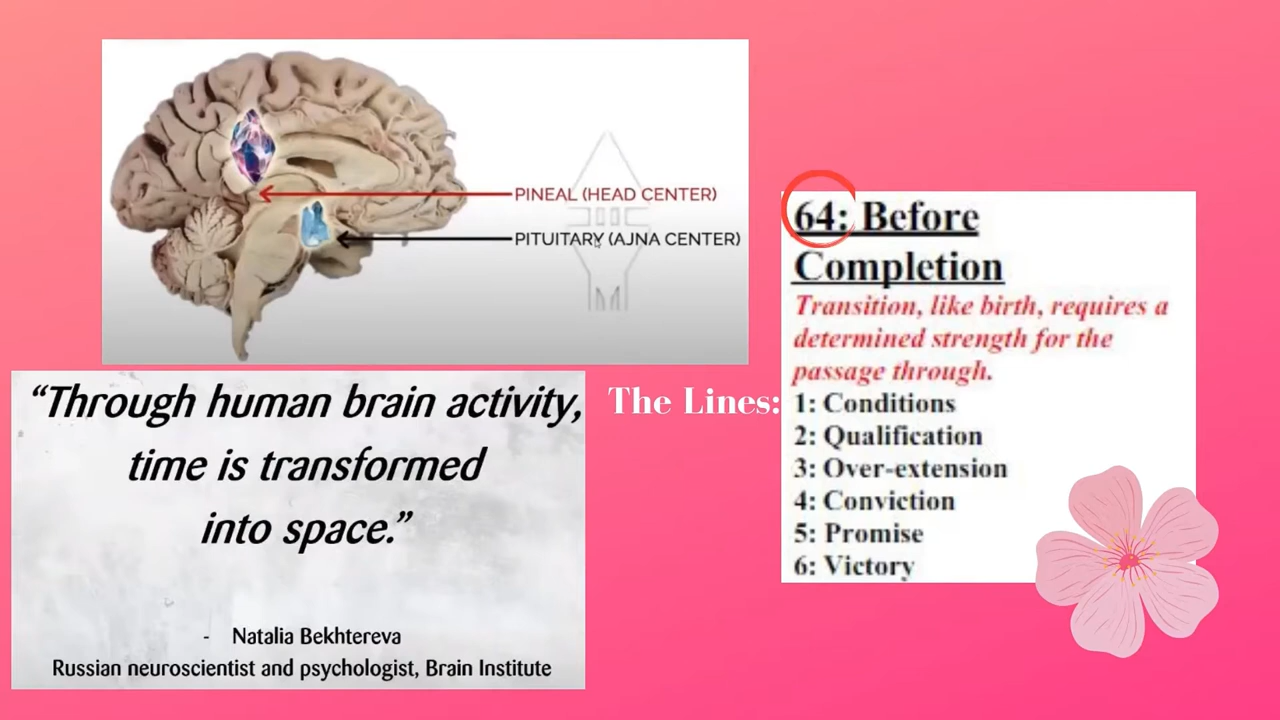 PINEAL (HEAD CENTER)
PITUITARY (AJNA CENTER)
“Through human brain activity,
time is transformed
into space.”
- Natalia Bekhtereva
Russian neuroscientist and psychologist, Brain Institute
The Lines:
64: Before
Completion
Transition, like birth, requires a
determined strength for the
passage through.
1: Conditions
2: Qualification
3: Over-extension
4: Conviction
5: Promise
6: Victory